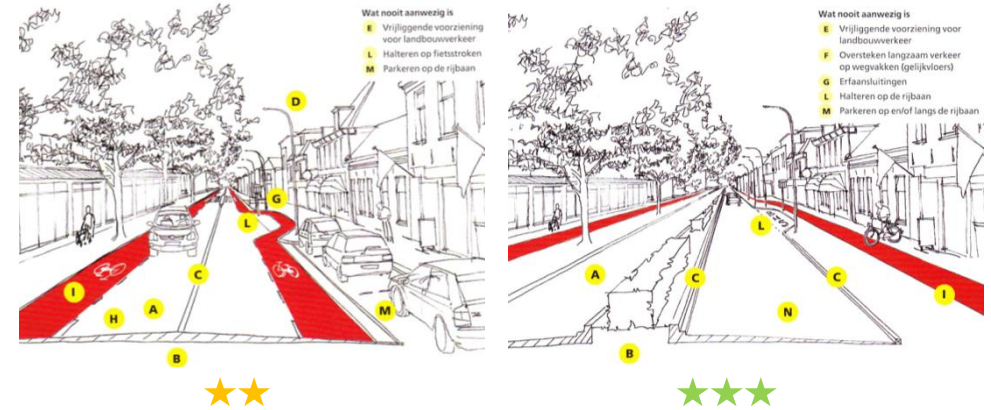 Wat nooit aanwezig is
E Vrijliggende voorziening
voor landbouwverkeer
L Halteren op fietsstroken
M Parkeren op de rijbaan
D
G
L
C
I
A
H
M
B
Wat nooit aanwezig is
E Vrijliggende voorziening voor
landbouwverkeer
F Oversteken langzaam verkeer
op wegvakken (gelijkvloers)
G Erfaansluitingen
L Halteren op de rijbaan
M Parkeren op en/of langs de rijbaan
L
A
C
C
I
N
B